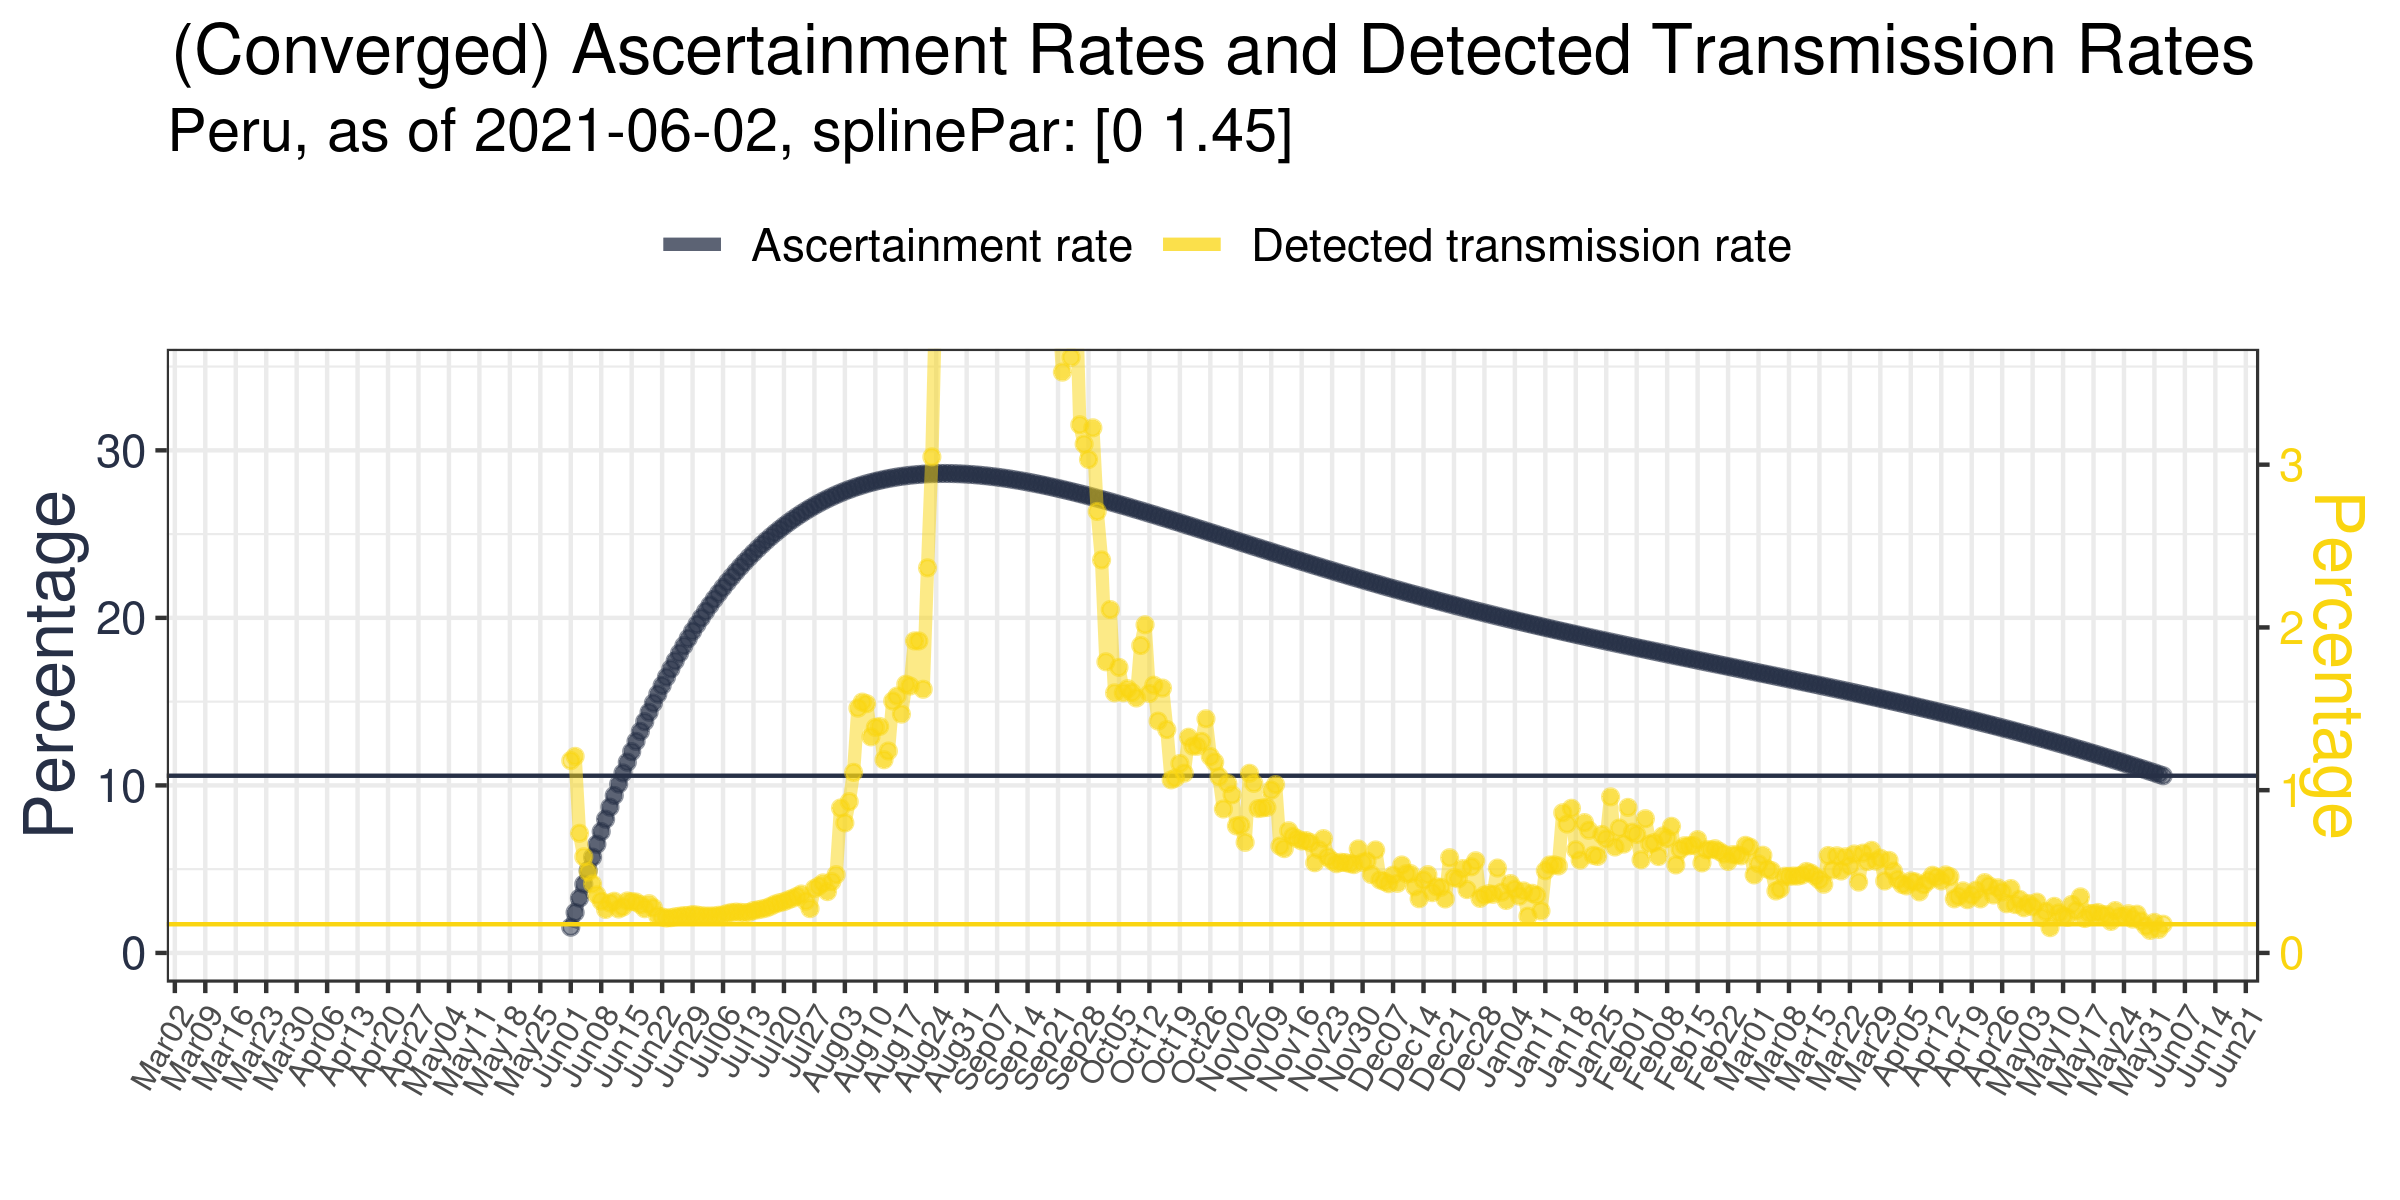 (Converged) Ascertainment Rates and Detected Transmission Rates
Peru, as of 2021-06-02, splinePar: [0 1.45]
Ascertainment rate
Detected transmission rate
Percentage
30
20
10
0
3
2
1
0
Percentage
Mar02
Mar09
Mar16
Mar23
Mar30
Apr06
Apr13
Apr20
Apr27
May04
May11
May18
May25
Jun01
Jun08
Jun15
Jun22
Jun29
Jul06
Jul13
Jul20
Jul27
Aug03
Aug10
Aug17
Aug24
Aug31
Sep07
Sep14
Sep21
Sep28
Oct05
Oct12
Oct19
Oct26
Nov02
Nov09
Nov16
Nov23
Nov30
Dec07
Dec14
Dec21
Dec28
Jan04
Jan11
Jan18
Jan25
Feb01
Feb08
Feb15
Feb22
Mar01
Mar08
Mar15
Mar22
Mar29
Apr05
Apr12
Apr19
Apr26
May03
May10
May17
May24
May31
Jun07
Jun14
Jun21